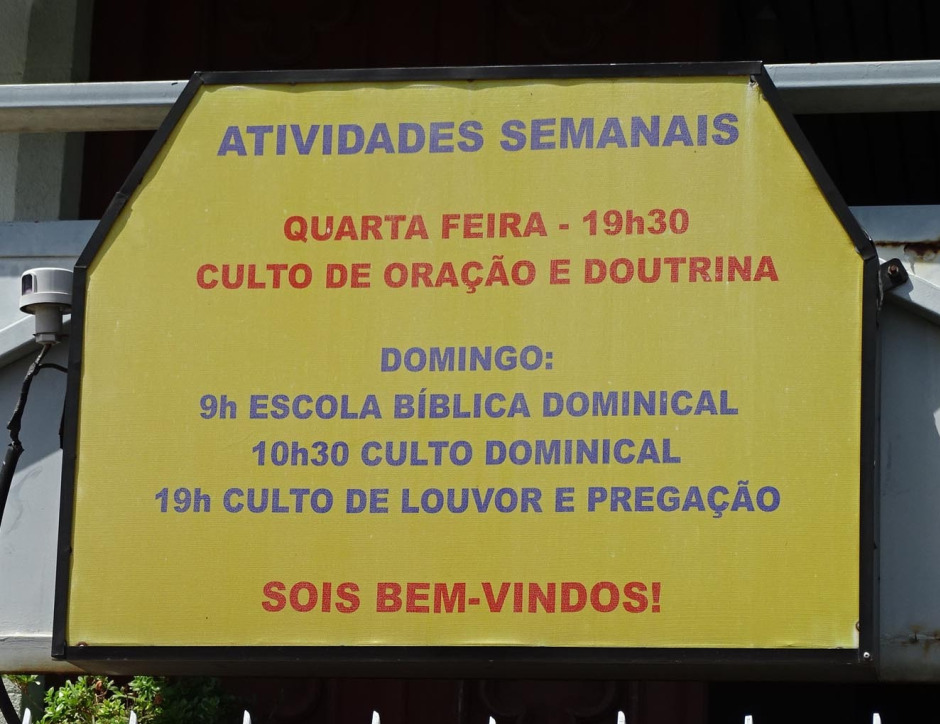 ATIVIDADES SEMANAIS
QUARTA FEIRA - 19h30
CULTO DE ORAÇÃO E DOUTRINA
DOMINGO:
9h ESCOLA BÍBLICA DOMINICAL
10h30 CULTO DOMINICAL
19h CULTO DE LOUVOR E PREGAÇÃO
SOIS BEM-VINDOS!